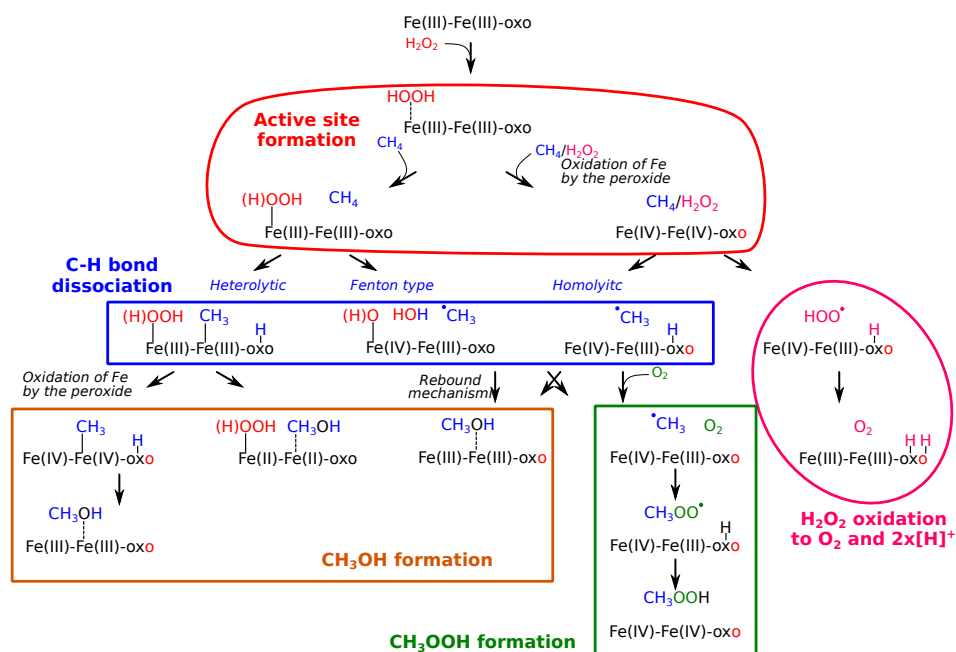 Fe(III)-Fe(III)-oxo
H₂O₂
HOOH
Active site
formation
Fe(III)-Fe(III)-oxo
CH₄
CH₄/H₂O₂
Oxidation of Fe
by the peroxide
(H)OOH CH₄
Fe(III)-Fe(III)-oxo
CH₄/H₂O₂
Fe(IV)-Fe(IV)-oxo
C-H bond
dissociation
Heterolytic
Fenton type
Homolyitc
(H)OOH CH₃ H
Fe(III)-Fe(III)-oxo
(H)O HOH •CH₃
Fe(IV)-Fe(III)-oxo
•CH₃ H
Fe(IV)-Fe(III)-oxo
HOO• H
Fe(IV)-Fe(III)-oxo
Oxidation of Fe
by the peroxide
Rebound
mechanismi
O₂
CH₃ H
Fe(IV)-Fe(IV)-oxo
(H)OOH CH₃OH
Fe(II)-Fe(II)-oxo
CH₃OH
Fe(III)-Fe(III)-oxo
•CH₃ O₂
Fe(IV)-Fe(III)-oxo
O₂ H H
Fe(III)-Fe(III)-oxo
CH₃OH
Fe(III)-Fe(III)-oxo
CH₃OO• H
Fe(IV)-Fe(III)-oxo
H₂O₂ oxidation
to O₂ and 2x[H]⁺
CH₃OH formation
CH₃OOH
Fe(IV)-Fe(IV)-oxo
CH₃OOH formation